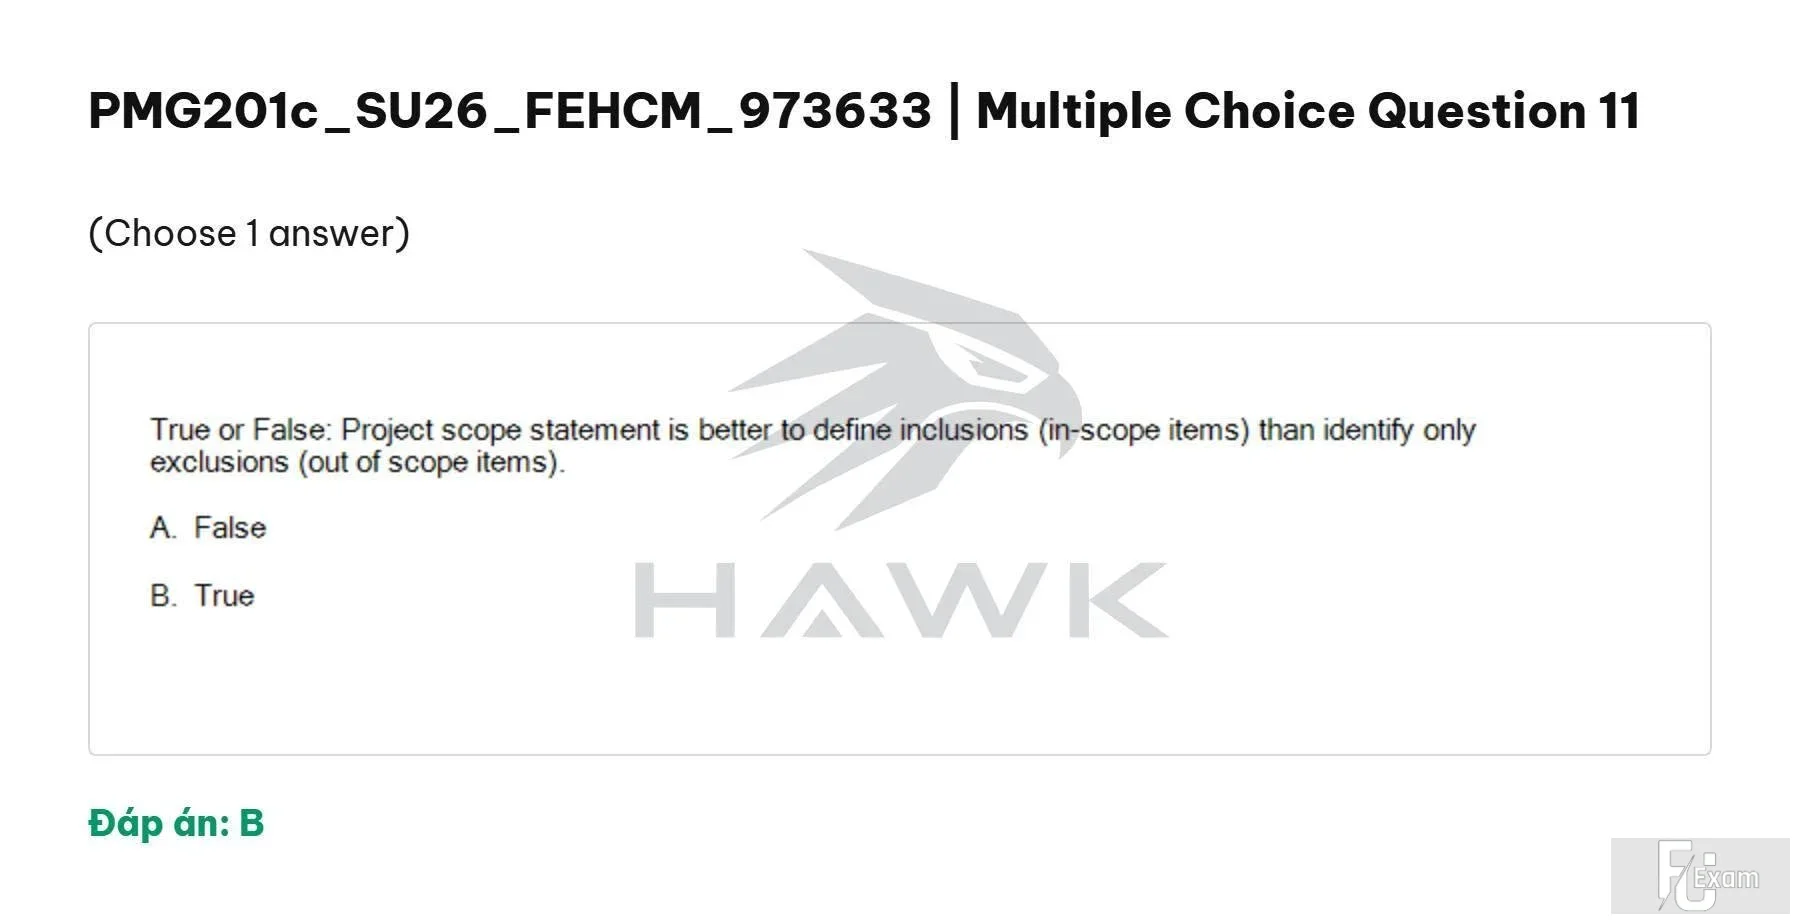 PMG201c_SU26_FEHCM_973633 | Multiple Choice Question 11
(Choose 1 answer)
True or False: Project scope statement is better to define inclusions (in-scope items) than identify only
exclusions (out of scope items).
A. False
B. True
HAWK
Đáp án: B
FU Exam